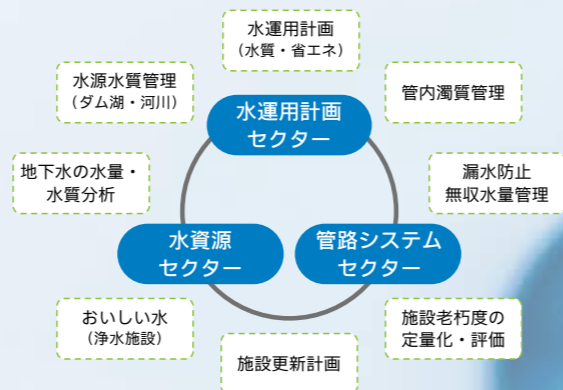 水運用計画
(水質・省エネ)
水源水質管理
(ダム湖・河川)
管内濁質管理
水運用計画
セクター
地下水の水量・
水質分析
漏水防止
無収水量管理
水資源
セクター
管路システム
セクター
おいしい水
(浄水施設)
施設老朽度の
定量化・評価
施設更新計画